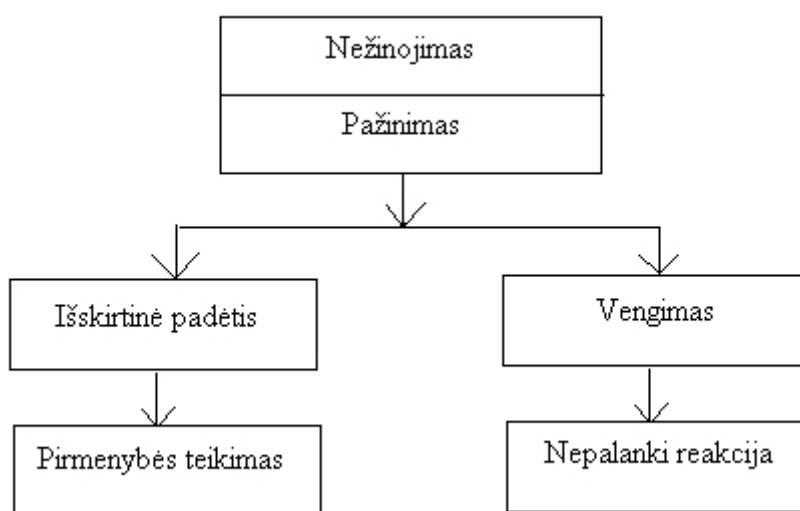 Nežinojimas
Pažinimas
Išskirtinė padėtis
Vengimas
Pirmenybės teikimas
Nepalanki reakcija